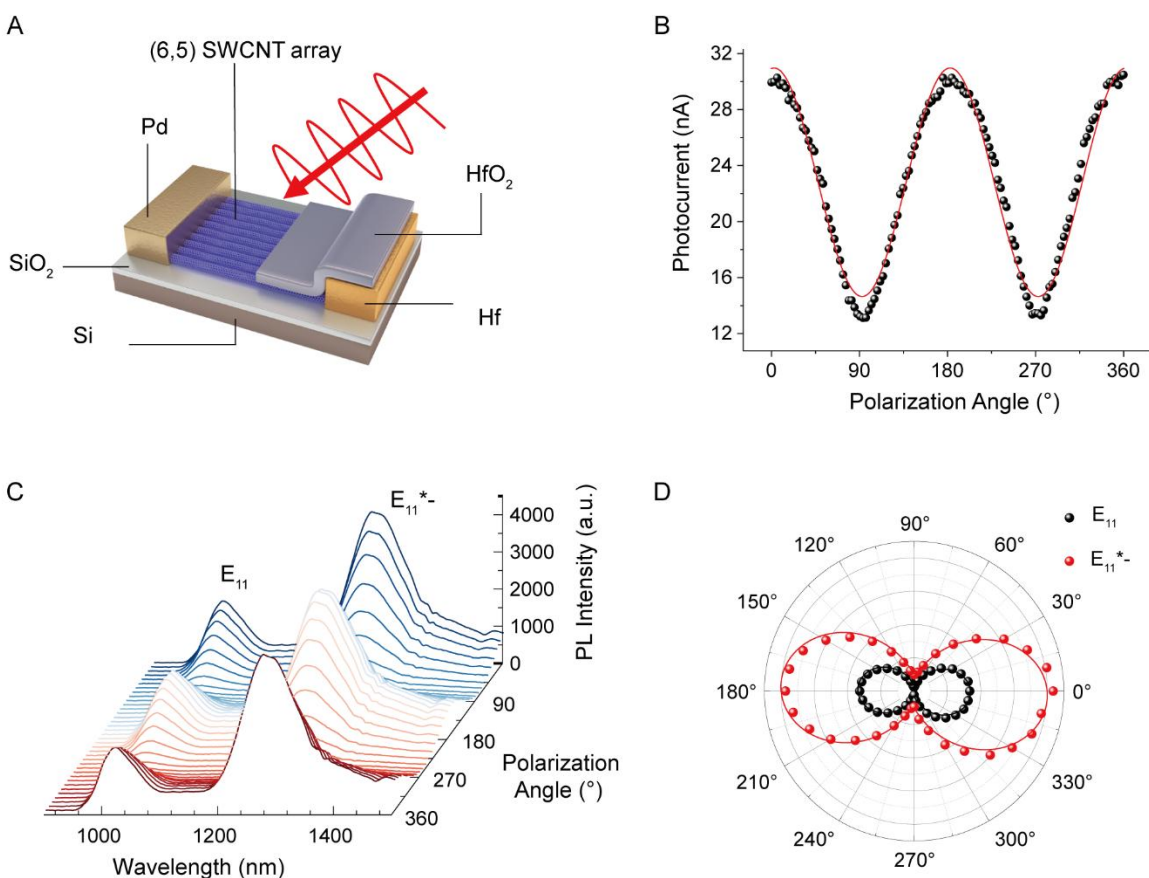 A
(6,5) SWCNT array
Pd
HfO₂
SiO₂
Si
Hf
B
32
28
24
20
16
12
Photocurrent (nA)
0 90 180 270 360
Polarization Angle (°)
C
E₁₁
E₁₁*-
4000
3000
2000
1000
0
PL Intensity (a.u.)
90
180
270
360
Polarization
Angle (°)
1000 1200 1400
Wavelength (nm)
D
E₁₁
E₁₁*-
90°
120° 60°
150° 30°
180° 0°
210° 330°
240° 300°
270°